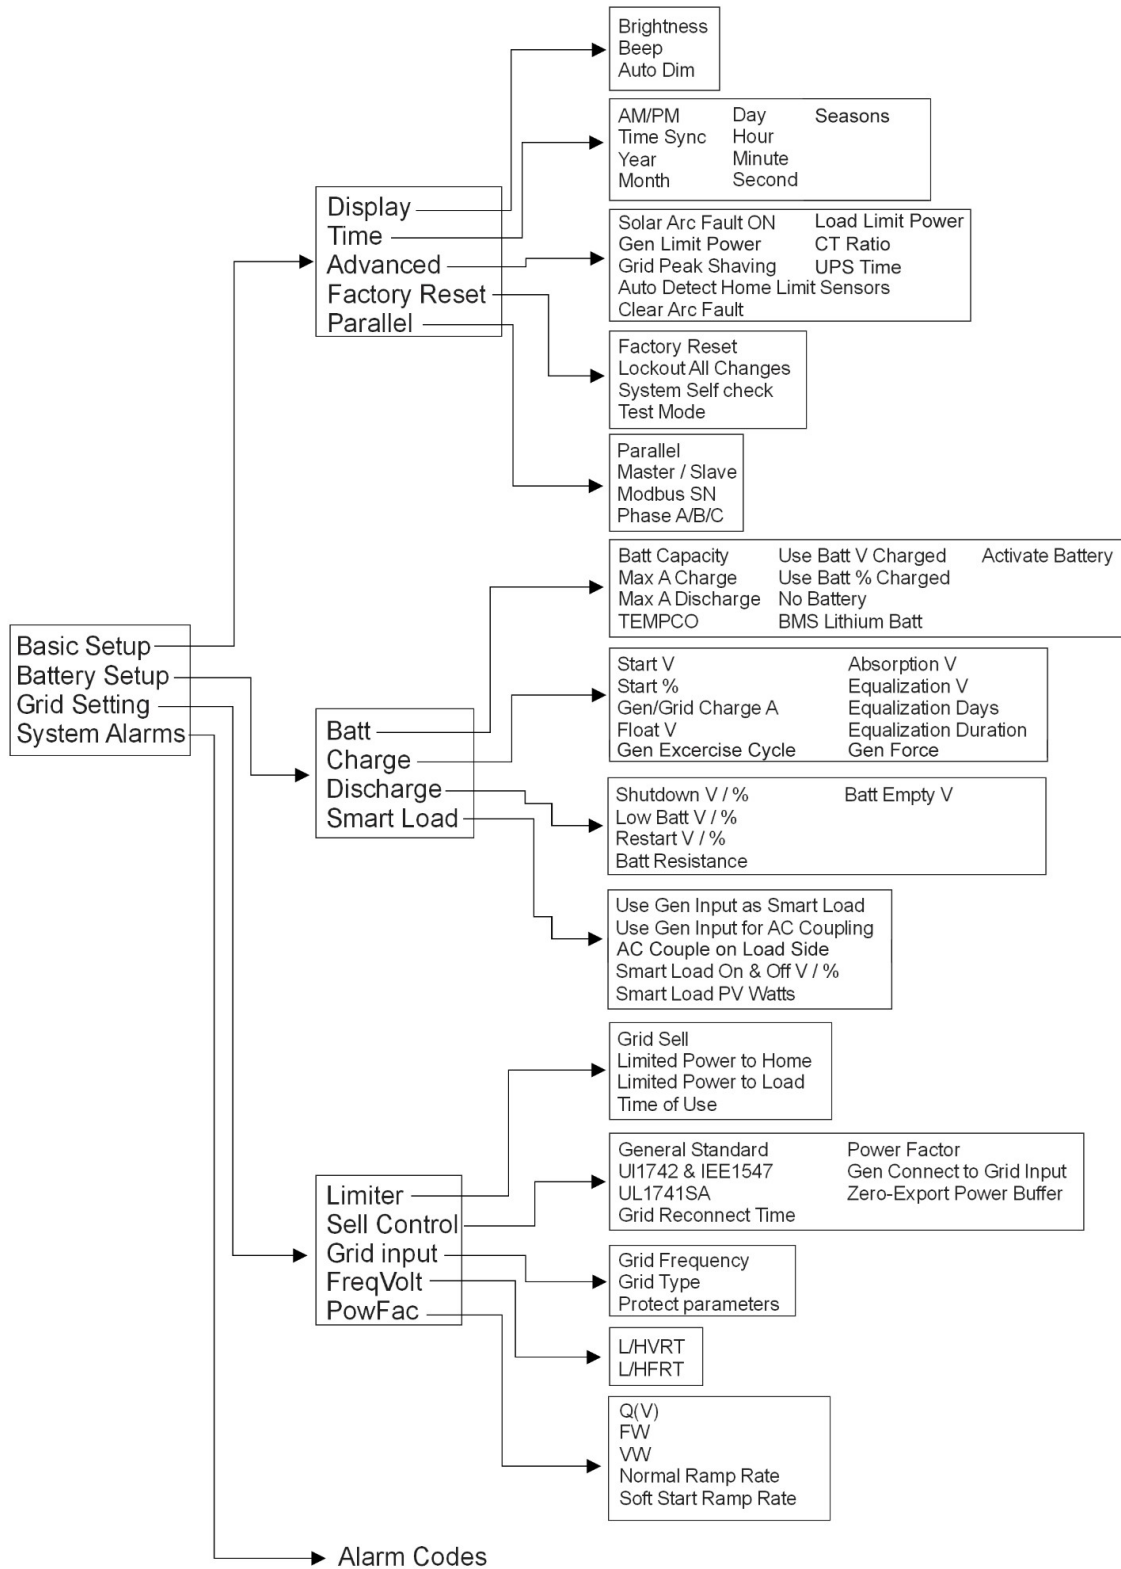 Basic Setup
Battery Setup
Grid Setting
System Alarms
Display
Time
Advanced
Factory Reset
Parallel
Brightness
Beep
Auto Dim
AM/PM Day Seasons
Time Sync Hour
Year Minute
Month Second
Solar Arc Fault ON Load Limit Power
Gen Limit Power CT Ratio
Grid Peak Shaving UPS Time
Auto Detect Home Limit Sensors
Clear Arc Fault
Factory Reset
Lockout All Changes
System Self check
Test Mode
Parallel
Master / Slave
Modbus SN
Phase A/B/C
Batt
Charge
Discharge
Smart Load
Batt Capacity Use Batt V Charged Activate Battery
Max A Charge Use Batt % Charged
Max A Discharge No Battery
TEMPCO BMS Lithium Batt
Start V Absorption V
Start % Equalization V
Gen/Grid Charge A Equalization Days
Float V Equalization Duration
Gen Excercise Cycle Gen Force
Shutdown V / % Batt Empty V
Low Batt V / %
Restart V / %
Batt Resistance
Use Gen Input as Smart Load
Use Gen Input for AC Coupling
AC Couple on Load Side
Smart Load On & Off V / %
Smart Load PV Watts
Limiter
Sell Control
Grid input
FreqVolt
PowFac
Grid Sell
Limited Power to Home
Limited Power to Load
Time of Use
General Standard Power Factor
Ul1742 & IEE1547 Gen Connect to Grid Input
UL1741SA Zero-Export Power Buffer
Grid Reconnect Time
Grid Frequency
Grid Type
Protect parameters
L/HVRT
L/HFRT
Q(V)
FW
VW
Normal Ramp Rate
Soft Start Ramp Rate
Alarm Codes